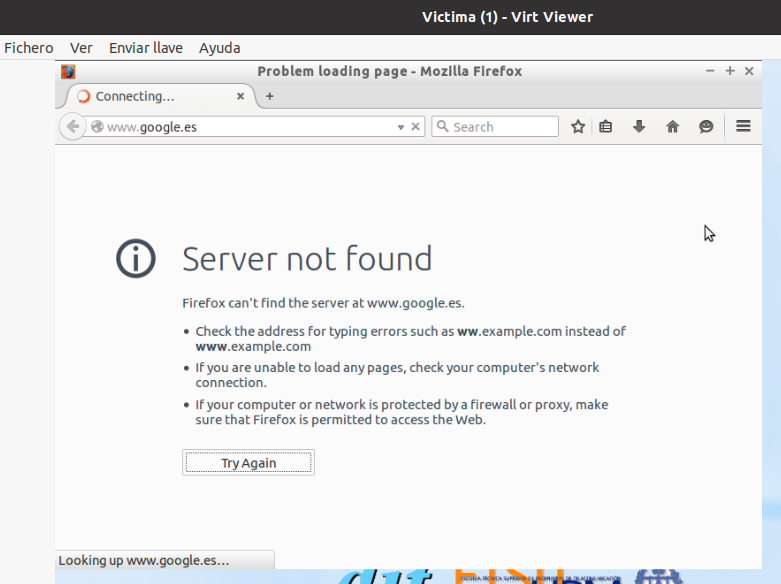 Victima (1) - Virt Viewer
Fichero Ver Enviar llave Ayuda
Problem loading page - Mozilla Firefox
Connecting...
www.google.es
Search
Server not found
Firefox can't find the server at www.google.es.
Check the address for typing errors such as ww.example.com instead of
www.example.com
If you are unable to load any pages, check your computer's network
connection.
If your computer or network is protected by a firewall or proxy, make
sure that Firefox is permitted to access the Web.
Try Again
Looking up www.google.es...
dit